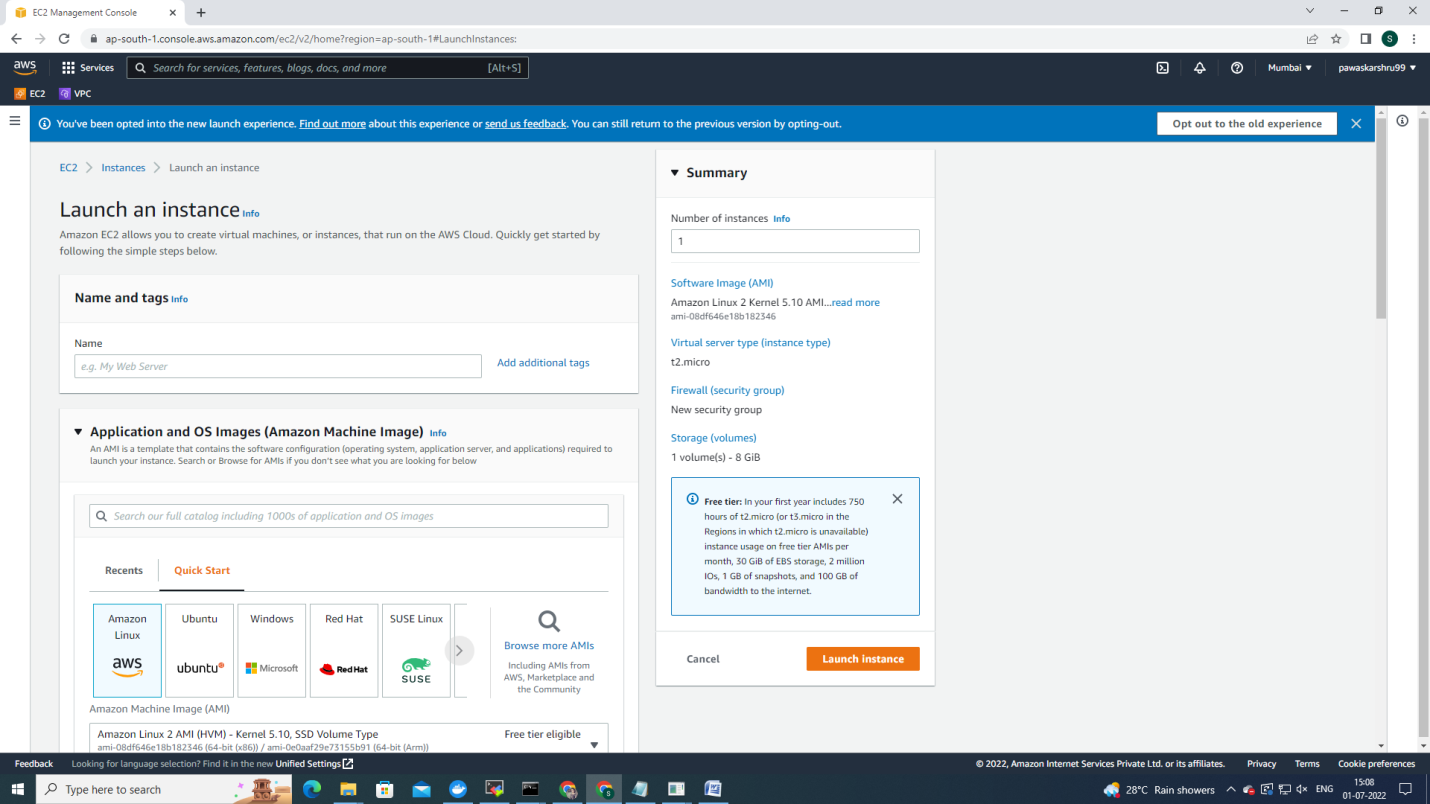 EC2 Management Console
ap-south-1.console.aws.amazon.com/ec2/v2/home?region=ap-south-1#LaunchInstances:
S
aws
Services
Search for services, features, blogs, docs, and more
[Alt+S]
Mumbai
pawaskarshru99
EC2
VPC
You've been opted into the new launch experience. Find out more about this experience or send us feedback. You can still return to the previous version by opting-out.
Opt out to the old experience
EC2
Instances
Launch an instance
Launch an instance Info
Amazon EC2 allows you to create virtual machines, or instances, that run on the AWS Cloud. Quickly get started by
following the simple steps below.
Name and tags Info
Name
e.g. My Web Server
Add additional tags
Application and OS Images (Amazon Machine Image) Info
An AMI is a template that contains the software configuration (operating system, application server, and applications) required to
launch your instance. Search or Browse for AMIs if you don't see what you are looking for below
Search our full catalog including 1000s of application and OS images
Recents
Quick Start
Amazon
Linux
aws
Ubuntu
ubuntu
Windows
Microsoft
Red Hat
RedHat
SUSE Linux
SUSE
Browse more AMIs
Including AMIs from
AWS, Marketplace and
the Community
Amazon Machine Image (AMI)
Amazon Linux 2 AMI (HVM) - Kernel 5.10, SSD Volume Type
Free tier eligible
ami-08df646e18b182346 (64-bit (x86)) / ami-0e0aaf29e73155b91 (64-bit (Arm))
Summary
Number of instances Info
1
Software Image (AMI)
Amazon Linux 2 Kernel 5.10 AMI...read more
ami-08df646e18b182346
Virtual server type (instance type)
t2.micro
Firewall (security group)
New security group
Storage (volumes)
1 volume(s) - 8 GiB
Free tier: In your first year includes 750
hours of t2.micro (or t3.micro in the
Regions in which t2.micro is unavailable)
instance usage on free tier AMIs per
month, 30 GiB of EBS storage, 2 million
IOs, 1 GB of snapshots, and 100 GB of
bandwidth to the internet.
Cancel
Launch instance
Feedback
Looking for language selection? Find it in the new Unified Settings
© 2022, Amazon Internet Services Private Ltd. or its affiliates.
Privacy
Terms
Cookie preferences
Type here to search
28°C Rain showers
ENG
15:08
01-07-2022